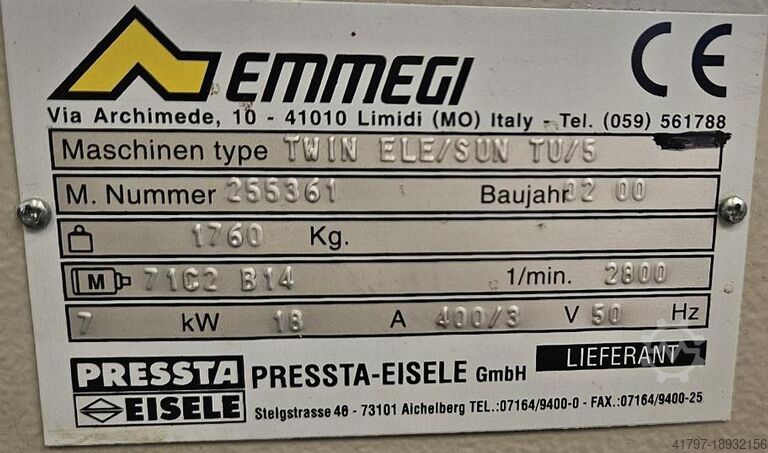 EMMEGI CE
Via Archimede, 10 - 41010 Limidi (MO) Italy - Tel. (059) 561788
Maschinen type TWIN ELE/SUN TU/5
M. Nummer 255361 Baujahr 02 00
1760 Kg.
M 71C2 B14 1/min. 2800
7 kW 18 A 400/3 V 50 Hz
PRESSTA EISELE PRESSTA-EISELE GmbH LIEFERANT
Steigstrasse 46 - 73101 Aichelberg TEL.:07164/9400-0 - FAX.:07164/9400-25
41797-18932156